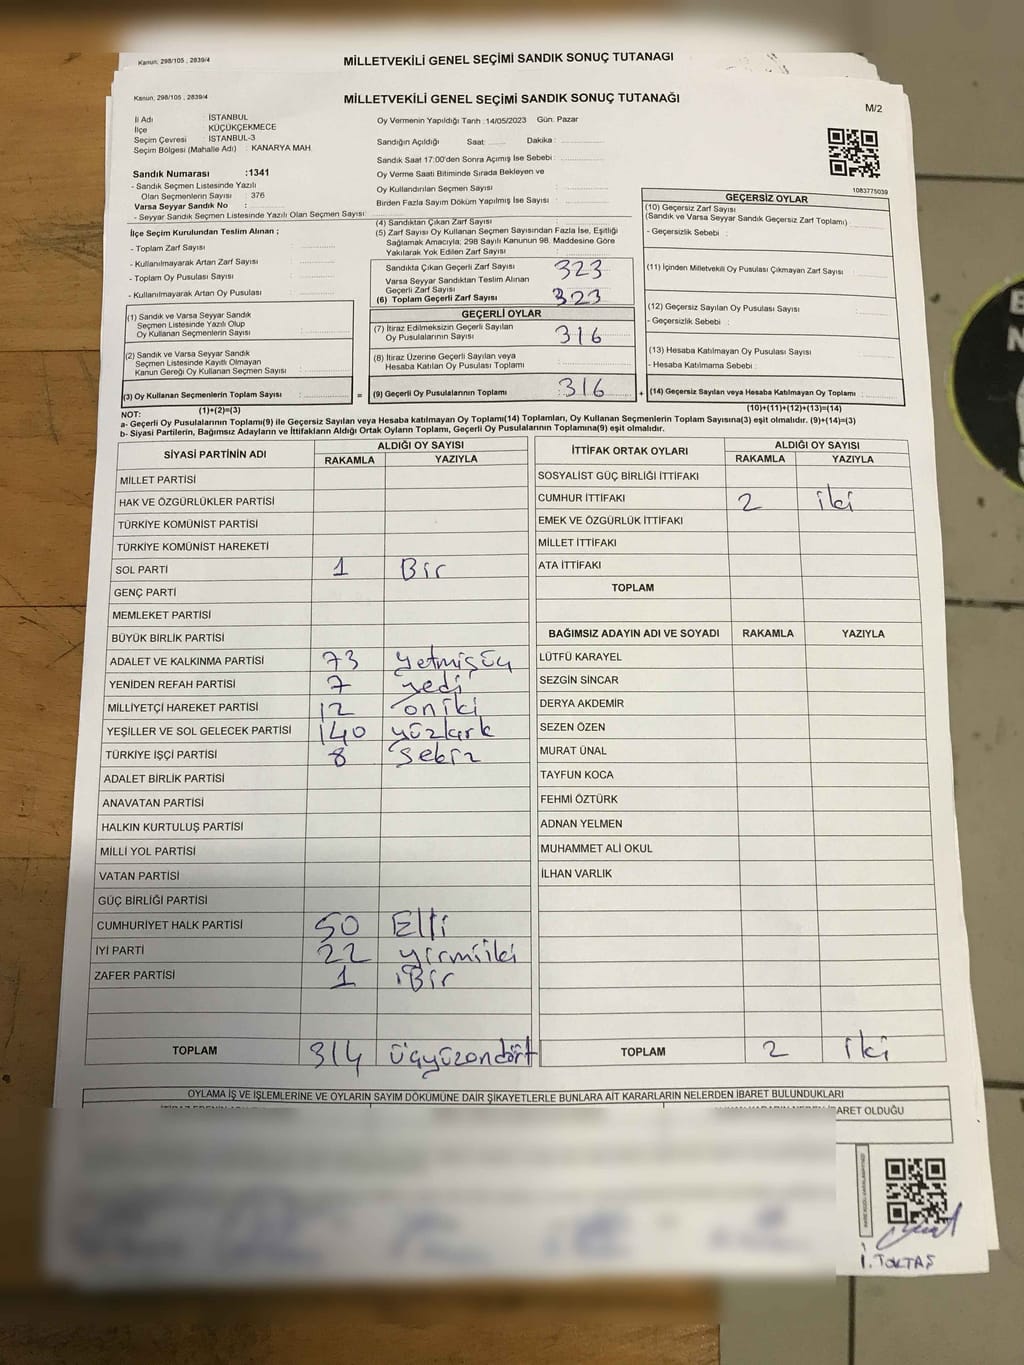 Kanun, 298/105 , 2839/4
MİLLETVEKİLİ GENEL SEÇİMİ SANDIK SONUÇ TUTANAGI
Kanun, 298/105 , 2839/4
MİLLETVEKİLİ GENEL SEÇİMİ SANDIK SONUÇ TUTANAĞI
M/2
İl Adı : İSTANBUL
İlçe : KÜÇÜKÇEKMECE
Seçim Çevresi : İSTANBUL-3
Seçim Bölgesi (Mahalle Adı) : KANARYA MAH.
Sandık Numarası :1341
- Sandık Seçmen Listesinde Yazılı
Olan Seçmenlerin Sayısı : 376
Varsa Seyyar Sandık No :
- Seyyar Sandık Seçmen Listesinde Yazılı Olan Seçmen Sayısı
Oy Vermenin Yapıldığı Tarih :14/05/2023 Gün: Pazar
Sandığın Açıldığı Saat: Dakika :
Sandık Saat 17:00'den Sonra Açımış İse Sebebi :
Oy Verme Saati Bitiminde Sırada Bekleyen ve
Oy Kullandırılan Seçmen Sayısı :
Birden Fazla Sayım Döküm Yapılmış İse Sayısı :
1083775039
İlçe Seçim Kurulundan Teslim Alınan ;
- Toplam Zarf Sayısı :
- Kullanılmayarak Artan Zarf Sayısı :
- Toplam Oy Pusulası Sayısı :
- Kullanılmayarak Artan Oy Pusulası :
(1) Sandık ve Varsa Seyyar Sandık
Seçmen Listesinde Yazılı Olup
Oy Kullanan Seçmenlerin Sayısı :
(2) Sandık ve Varsa Seyyar Sandık
Seçmen Listesinde Kayıtlı Olmayan
Kanun Gereği Oy Kullanan Seçmen Sayısı :
(3) Oy Kullanan Seçmenlerin Toplam Sayısı :
(1)+(2)=(3)
(4) Sandıktan Çıkan Zarf Sayısı :
(5) Zarf Sayısı Oy Kullanan Seçmen Sayısından Fazla İse, Eşitliği
Sağlamak Amacıyla; 298 Sayılı Kanunun 98. Maddesine Göre
Yakılarak Yok Edilen Zarf Sayısı :
Sandıkta Çıkan Geçerli Zarf Sayısı 323
Varsa Seyyar Sandıktan Teslim Alınan
Geçerli Zarf Sayısı
(6) Toplam Geçerli Zarf Sayısı 323
GEÇERLİ OYLAR
(7) İtiraz Edilmeksizin Geçerli Sayılan
Oy Pusulalarının Sayısı : 316
(8) İtiraz Üzerine Geçerli Sayılan veya
Hesaba Katılan Oy Pusulası Toplamı :
= (9) Geçerli Oy Pusulalarının Toplamı : 316 +
GEÇERSİZ OYLAR
(10) Geçersiz Zarf Sayısı
(Sandık ve Varsa Seyyar Sandık Geçersiz Zarf Toplamı)
- Geçersizlik Sebebi :
(11) İçinden Milletvekili Oy Pusulası Çıkmayan Zarf Sayısı :
(12) Geçersiz Sayılan Oy Pusulası Sayısı :
- Geçersizlik Sebebi :
(13) Hesaba Katılmayan Oy Pusulası Sayısı :
- Hesaba Katılmama Sebebi :
(14) Geçersiz Sayılan veya Hesaba Katılmayan Oy Toplamı :
(10)+(11)+(12)+(13)=(14)
NOT:
a- Geçerli Oy Pusulalarının Toplamı(9) ile Geçersiz Sayılan veya Hesaba katılmayan Oy Toplamı(14) Toplamları, Oy Kullanan Seçmenlerin Toplam Sayısına(3) eşit olmalıdır. (9)+(14)=(3)
b- Siyasi Partilerin, Bağımsız Adayların ve İttifakların Aldığı Ortak Oyların Toplamı, Geçerli Oy Pusulalarının Toplamına(9) eşit olmalıdır.
SİYASİ PARTİNİN ADI ALDIĞI OY SAYISI
RAKAMLA YAZIYLA
MİLLET PARTİSİ
HAK VE ÖZGÜRLÜKLER PARTİSİ
TÜRKİYE KOMÜNİST PARTİSİ
TÜRKİYE KOMÜNİST HAREKETİ
SOL PARTİ 1 Bir
GENÇ PARTİ
MEMLEKET PARTİSİ
BÜYÜK BİRLİK PARTİSİ
ADALET VE KALKINMA PARTİSİ 73 yetmişüç
YENİDEN REFAH PARTİSİ 7 yedi
MİLLİYETÇİ HAREKET PARTİSİ 12 oniki
YEŞİLLER VE SOL GELECEK PARTİSİ 140 yüzkırk
TÜRKİYE İŞÇİ PARTİSİ 8 sekiz
ADALET BİRLİK PARTİSİ
ANAVATAN PARTİSİ
HALKIN KURTULUŞ PARTİSİ
MİLLİ YOL PARTİSİ
VATAN PARTİSİ
GÜÇ BİRLİĞİ PARTİSİ
CUMHURİYET HALK PARTİSİ 50 Elli
İYİ PARTİ 22 yirmiiki
ZAFER PARTİSİ 1 Bir
TOPLAM 314 üçyüzondört
İTTİFAK ORTAK OYLARI ALDIĞI OY SAYISI
RAKAMLA YAZIYLA
SOSYALİST GÜÇ BİRLİĞİ İTTİFAKI
CUMHUR İTTİFAKI 2 iki
EMEK VE ÖZGÜRLÜK İTTİFAKI
MİLLET İTTİFAKI
ATA İTTİFAKI
TOPLAM
BAĞIMSIZ ADAYIN ADI VE SOYADI RAKAMLA YAZIYLA
LÜTFÜ KARAYEL
SEZGİN SİNCAR
DERYA AKDEMİR
SEZEN ÖZEN
MURAT ÜNAL
TAYFUN KOCA
FEHMİ ÖZTÜRK
ADNAN YELMEN
MUHAMMET ALİ OKUL
İLHAN VARLIK
TOPLAM 2 iki
OYLAMA İŞ VE İŞLEMLERİNE VE OYLARIN SAYIM DÖKÜMÜNE DAİR ŞİKAYETLERLE BUNLARA AİT KARARLARIN NELERDEN İBARET BULUNDUKLARI
İBARET OLDUĞU
İ. TOKTAŞ